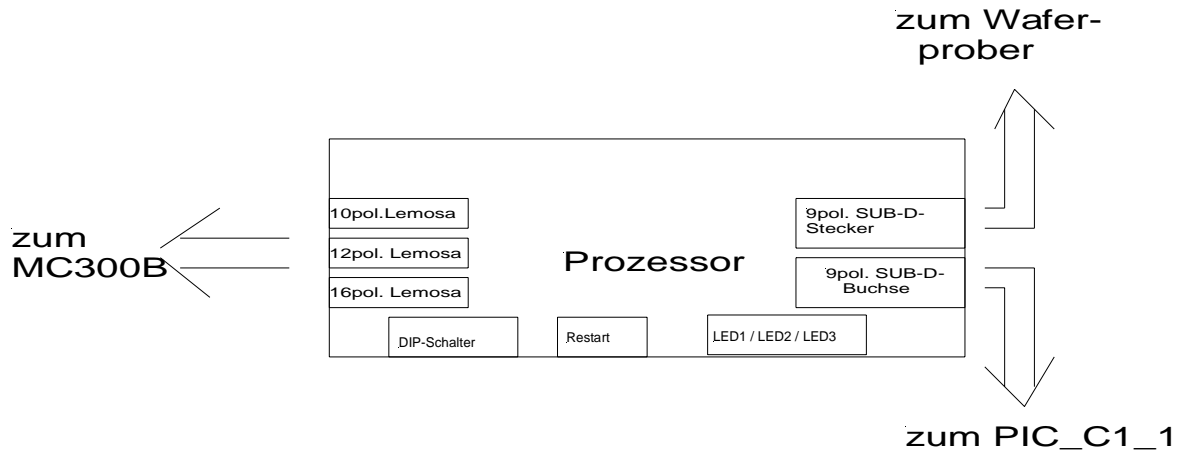 zum Wafer-
prober
10pol.Lemosa
9pol. SUB-D-
Stecker
zum
MC300B
12pol. Lemosa
Prozessor
16pol. Lemosa
9pol. SUB-D-
Buchse
DIP-Schalter
Restart
LED1 / LED2 / LED3
zum PIC_C1_1